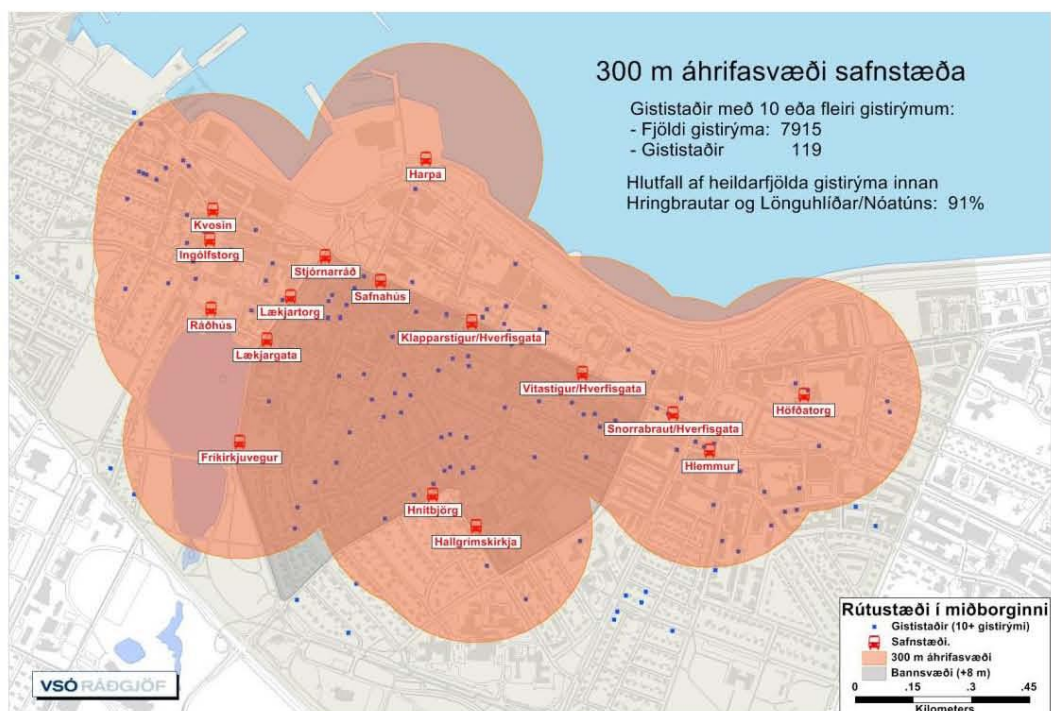 300 m áhrifasvæði safnstæða
Gististaðir með 10 eða fleiri gistirýmum:
- Fjöldi gistirýma: 7915
- Gististaðir 119
Hlutfall af heildarfjölda gistirýma innan
Hringbrautar og Lönguhlíðar/Nóatúns: 91%
Harpa
Kvosin
Ingólfstorg
Stjórnarráð
Safnahús
Lækjartorg
Ráðhús
Klapparstígur/Hverfisgata
Lækjargata
Vitastígur/Hverfisgata
Höfðatorg
Snorrabraut/Hverfisgata
Fríkirkjuvegur
Hlemmur
Hnitbjörg
Hallgrímskirkja
Rútustæði í miðborginni
Gististaðir (10+ gistirými)
Safnstæði.
300 m áhrifasvæði
Bannsvæði (+8 m)
0 .15 .3 .45
Kilometers
VSÓ RÁÐGJÖF